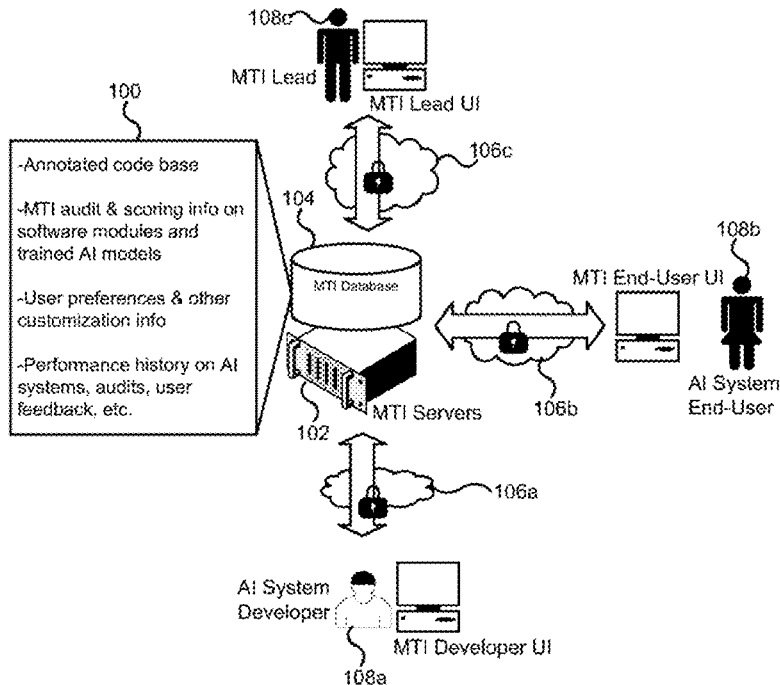 108c
MTI Lead
MTI Lead UI
100
-Annotated code base
-MTI audit & scoring info on
software modules and
trained AI models
-User preferences & other
customization info
-Performance history on AI
systems, audits, user
feedback, etc.
106c
104
MTI Database
108b
MTI End-User UI
AI System
End-User
106b
102
MTI Servers
106a
AI System
Developer
MTI Developer UI
108a